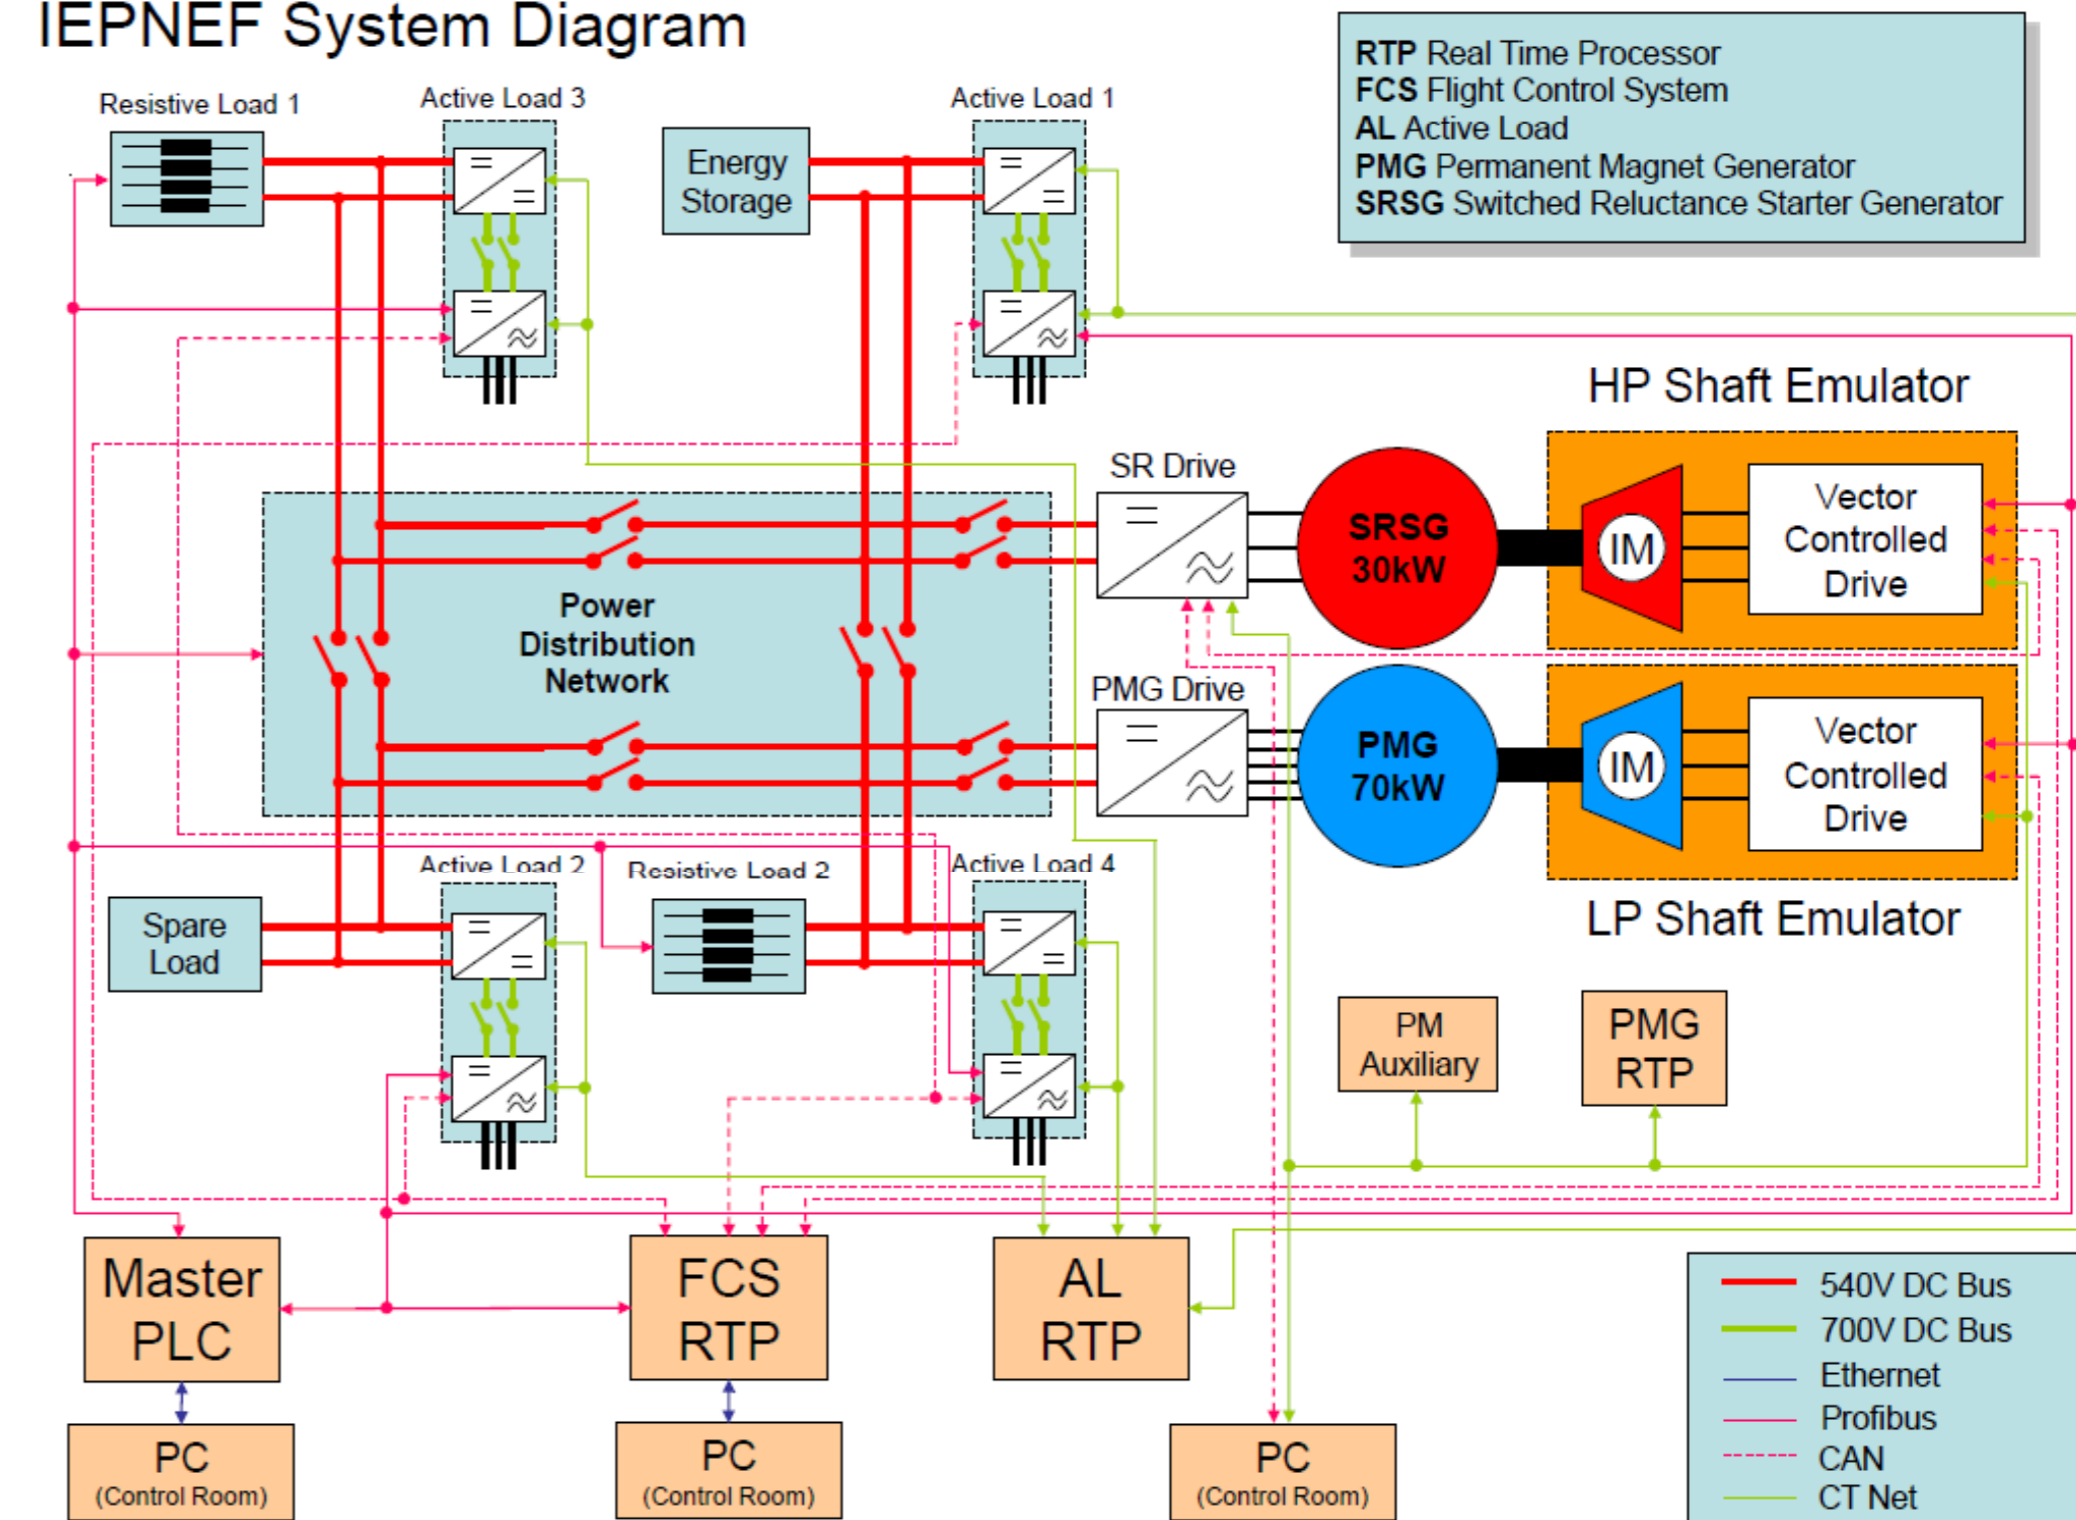 IEPNEF System Diagram
RTP Real Time Processor
FCS Flight Control System
AL Active Load
PMG Permanent Magnet Generator
SRSG Switched Reluctance Starter Generator
Resistive Load 1
Active Load 3
Active Load 1
Energy
Storage
HP Shaft Emulator
SR Drive
SRSG
30kW
IM
Vector
Controlled
Drive
Power
Distribution
Network
PMG Drive
PMG
70kW
IM
Vector
Controlled
Drive
LP Shaft Emulator
Active Load 2
Resistive Load 2
Active Load 4
Spare
Load
PM
Auxiliary
PMG
RTP
Master
PLC
FCS
RTP
AL
RTP
PC
(Control Room)
PC
(Control Room)
PC
(Control Room)
540V DC Bus
700V DC Bus
Ethernet
Profibus
CAN
CT Net